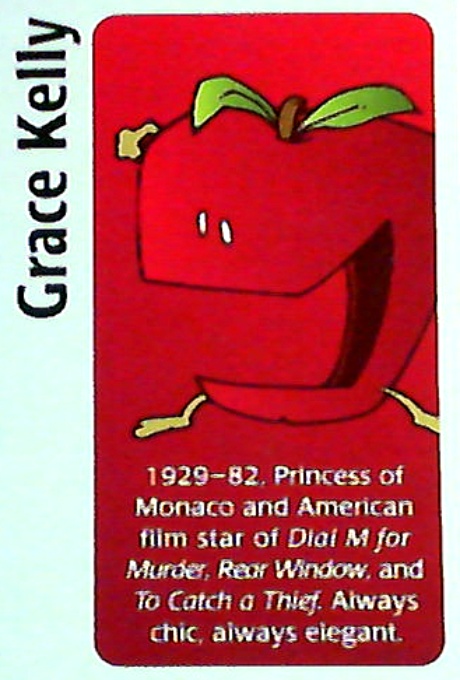 Grace Kelly
1929–82, Princess of
Monaco and American
film star of Dial M for
Murder, Rear Window, and
To Catch a Thief. Always
chic, always elegant.